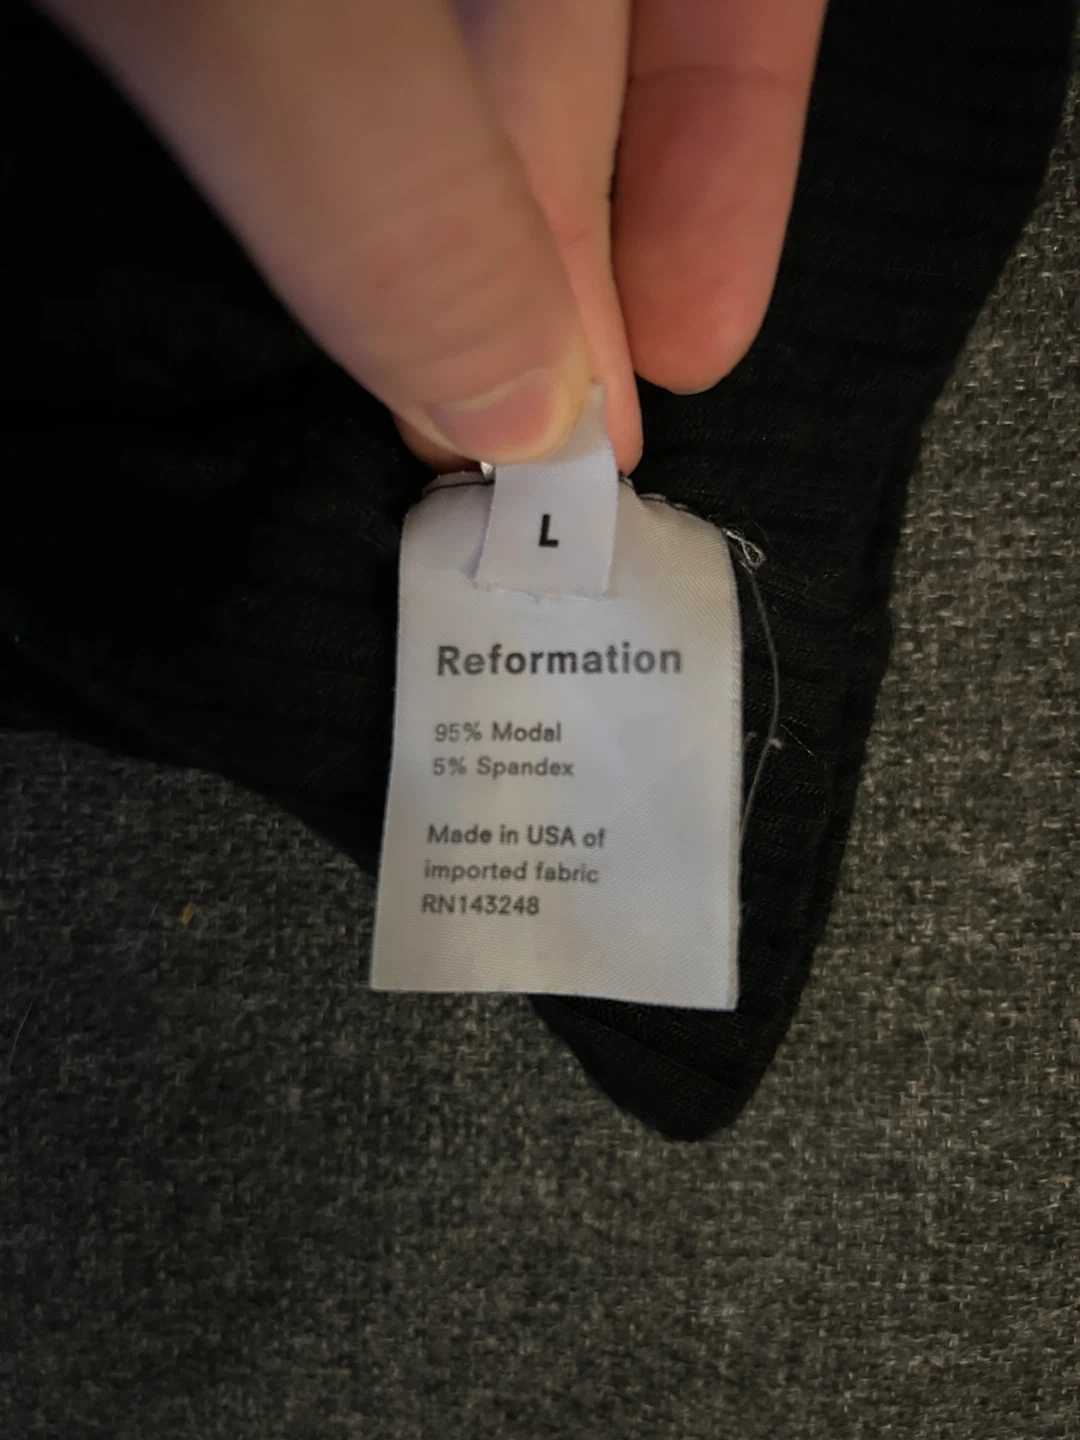 L
Reformation
95% Modal
5% Spandex
Made in USA of
imported fabric
RN143248